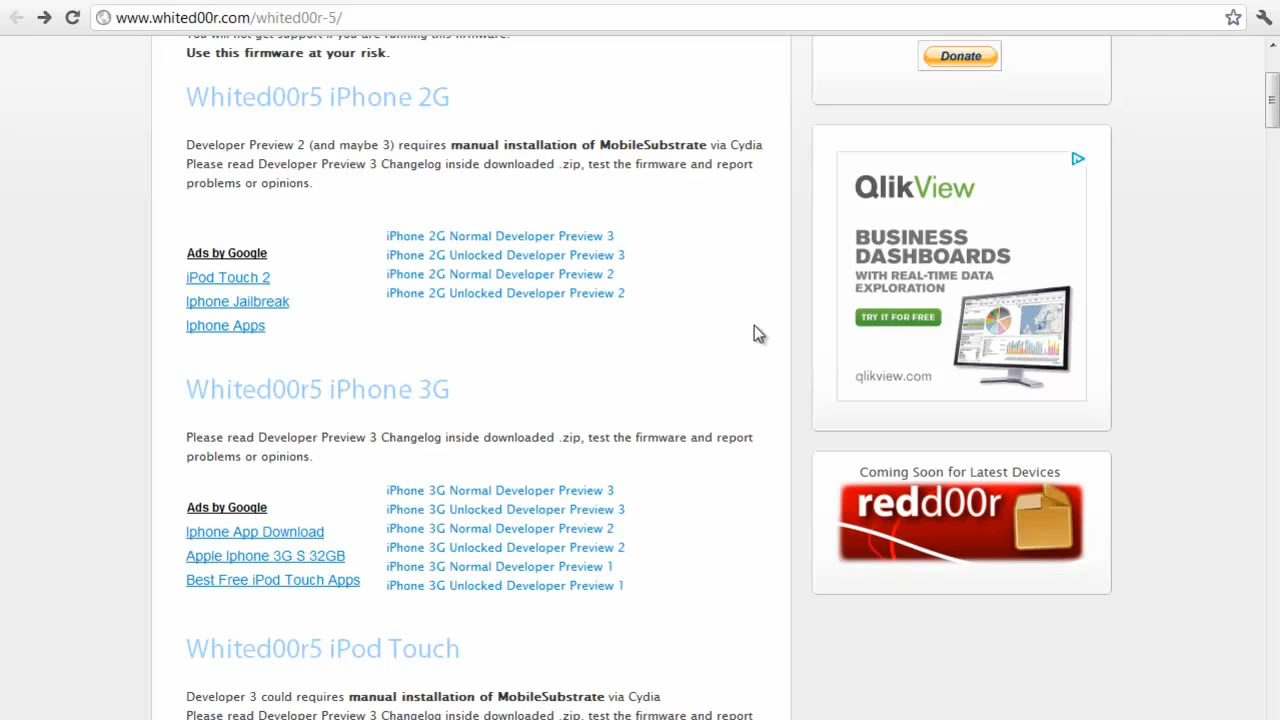 www.whited00r.com/whited00r-5/
You will not get support if you are running this firmware.
Use this firmware at your risk.
Whited00r5 iPhone 2G
Developer Preview 2 (and maybe 3) requires manual installation of MobileSubstrate via Cydia
Please read Developer Preview 3 Changelog inside downloaded .zip, test the firmware and report
problems or opinions.
Ads by Google
iPod Touch 2
Iphone Jailbreak
Iphone Apps
iPhone 2G Normal Developer Preview 3
iPhone 2G Unlocked Developer Preview 3
iPhone 2G Normal Developer Preview 2
iPhone 2G Unlocked Developer Preview 2
Whited00r5 iPhone 3G
Please read Developer Preview 3 Changelog inside downloaded .zip, test the firmware and report
problems or opinions.
Ads by Google
Iphone App Download
Apple Iphone 3G S 32GB
Best Free iPod Touch Apps
iPhone 3G Normal Developer Preview 3
iPhone 3G Unlocked Developer Preview 3
iPhone 3G Normal Developer Preview 2
iPhone 3G Unlocked Developer Preview 2
iPhone 3G Normal Developer Preview 1
iPhone 3G Unlocked Developer Preview 1
Whited00r5 iPod Touch
Developer 3 could requires manual installation of MobileSubstrate via Cydia
Please read Developer Preview 3 Changelog inside downloaded .zip, test the firmware and report
Donate
QlikView
BUSINESS
DASHBOARDS
WITH REAL-TIME DATA
EXPLORATION
TRY IT FOR FREE
qlikview.com
Coming Soon for Latest Devices
redd00r